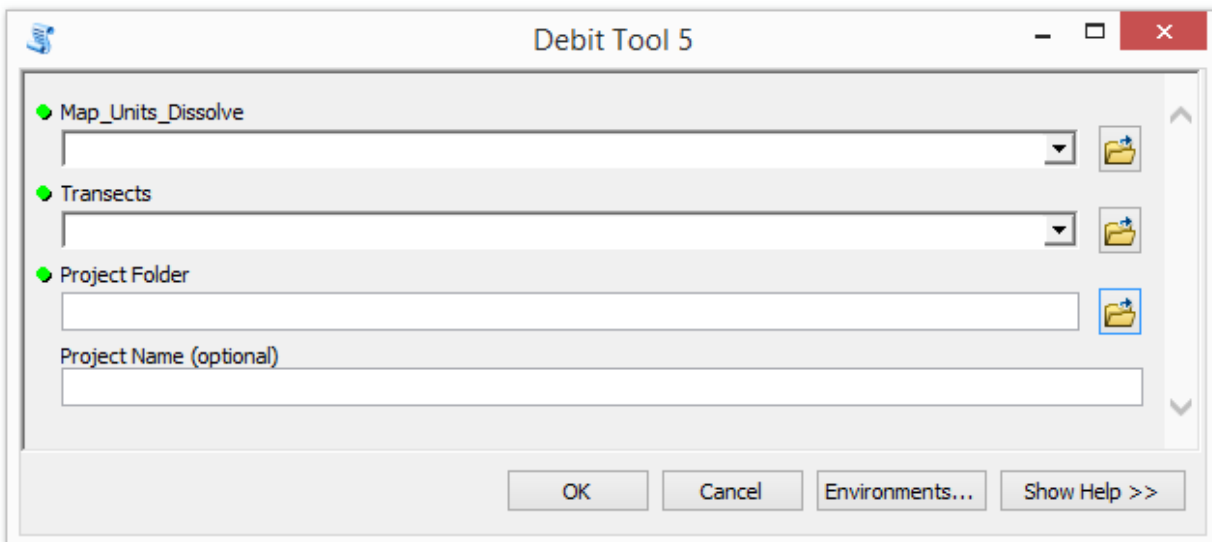 Debit Tool 5
Map_Units_Dissolve
Transects
Project Folder
Project Name (optional)
OK Cancel Environments... Show Help >>